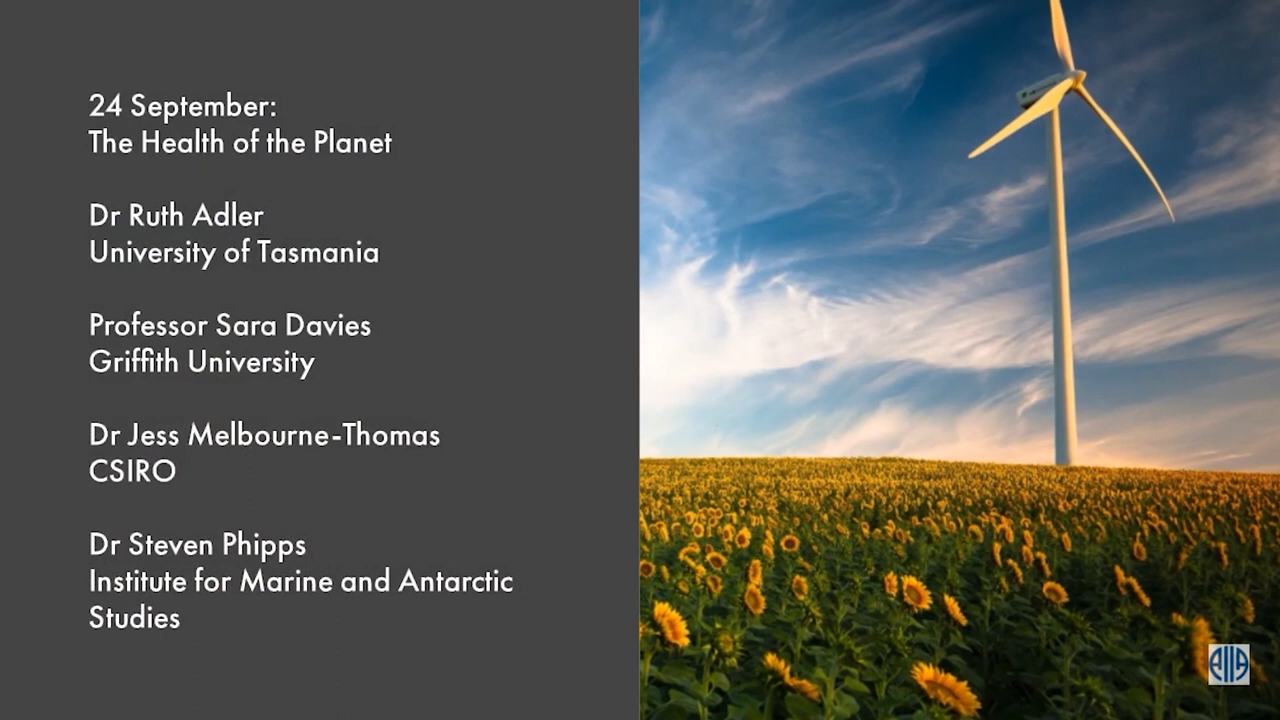 24 September:
The Health of the Planet
Dr Ruth Adler
University of Tasmania
Professor Sara Davies
Griffith University
Dr Jess Melbourne-Thomas
CSIRO
Dr Steven Phipps
Institute for Marine and Antarctic
Studies
AIIA